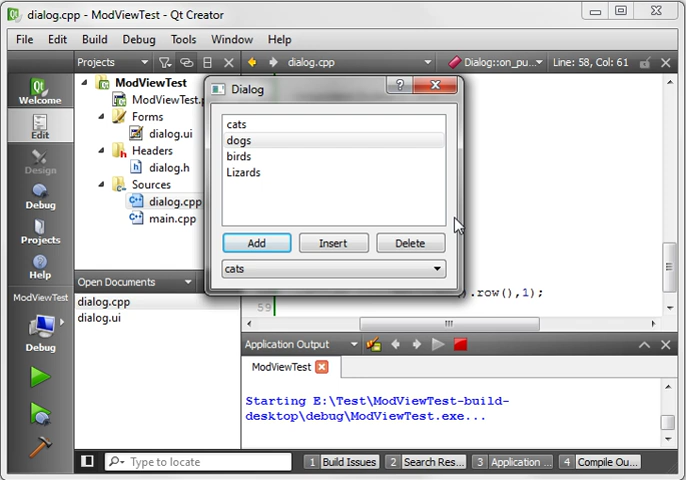 dialog.cpp - ModViewTest - Qt Creator
File Edit Build Debug Tools Window Help
Projects dialog.cpp Dialog::on_pu... Line: 58, Col: 61
Welcome
Edit
Design
Debug
Projects
Help
ModViewTest
Debug
ModViewTest
ModViewTest.p
Forms
dialog.ui
Headers
dialog.h
Sources
dialog.cpp
main.cpp
Open Documents
dialog.cpp
dialog.ui
Dialog
cats
dogs
birds
Lizards
Add Insert Delete
cats
).row(),1);
59
Application Output
ModViewTest
Starting E:\Test\ModViewTest-build-
desktop\debug\ModViewTest.exe...
Type to locate
1 Build Issues 2 Search Res... 3 Application ... 4 Compile Ou...